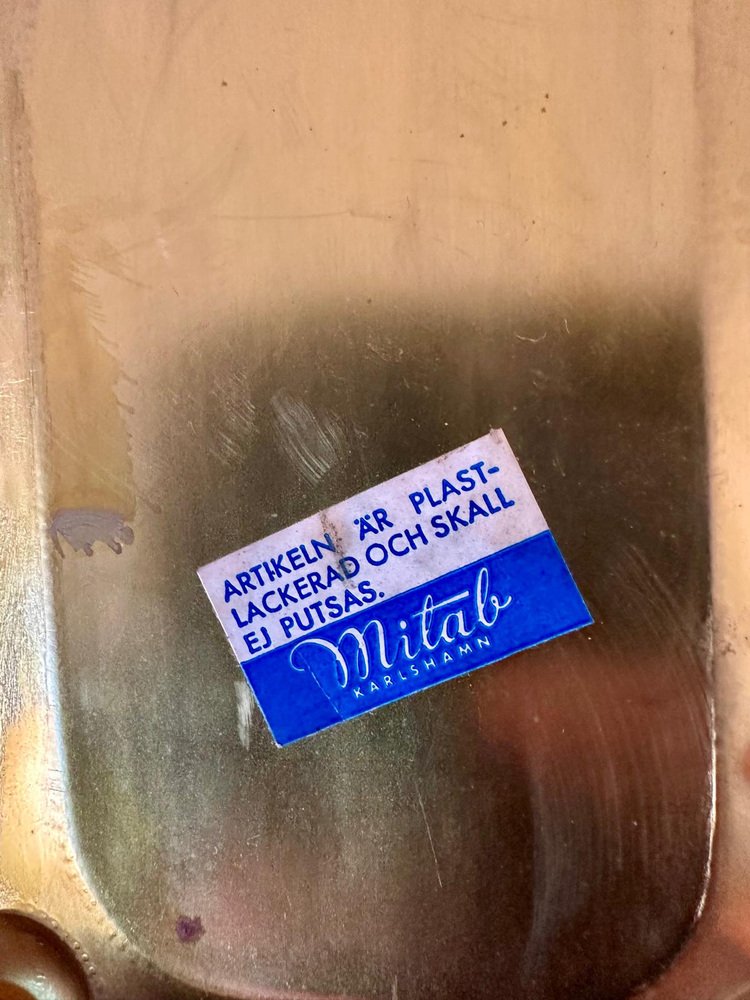 ARTIKELN ÄR PLAST-
LACKERAD OCH SKALL
EJ PUTSAS.
Mitab
KARLSHAMN